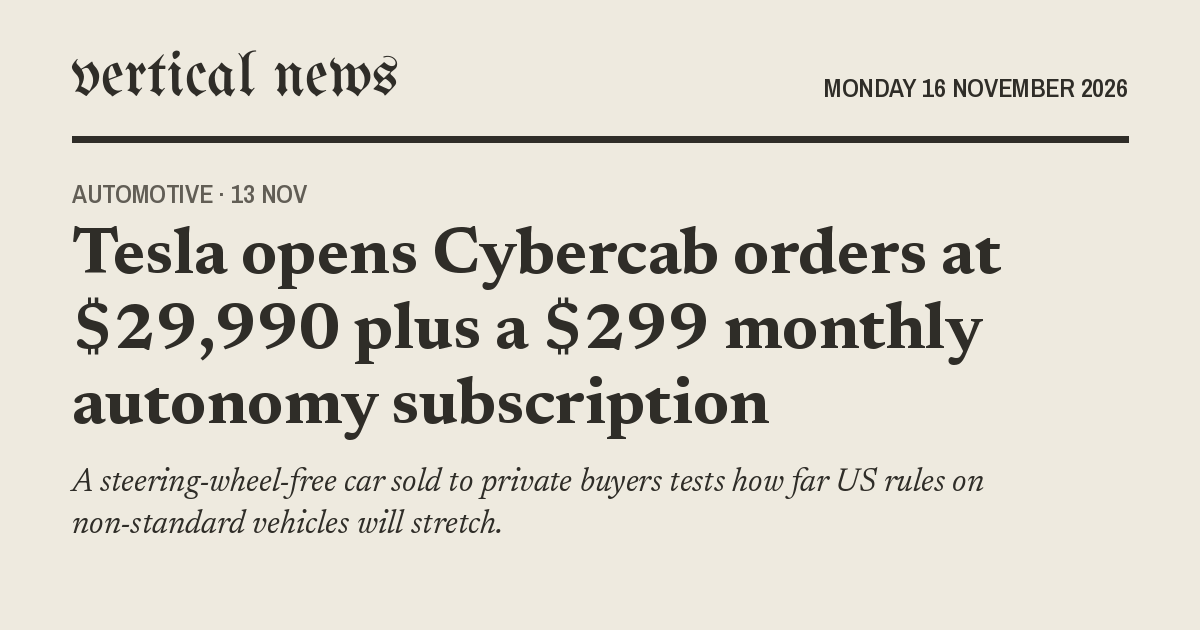 vertical news
MONDAY 16 NOVEMBER 2026
AUTOMOTIVE · 13 NOV
Tesla opens Cybercab orders at
$29,990 plus a $299 monthly
autonomy subscription
A steering-wheel-free car sold to private buyers tests how far US rules on
non-standard vehicles will stretch.